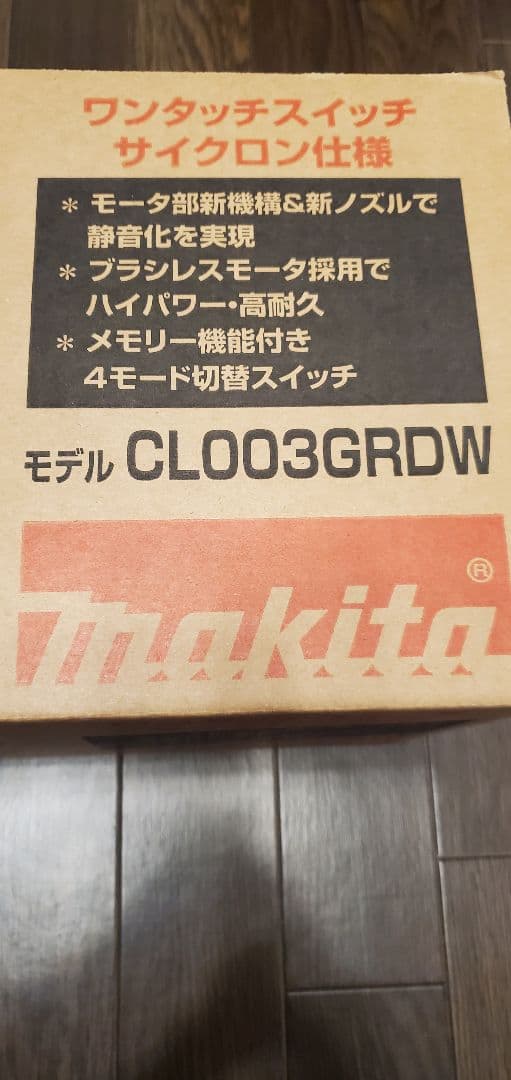 ワンタッチスイッチ
サイクロン仕様
＊ モータ部新機構&新ノズルで
静音化を実現
＊ ブラシレスモータ採用で
ハイパワー・高耐久
＊ メモリー機能付き
4モード切替スイッチ
モデル CL003GRDW
makita®